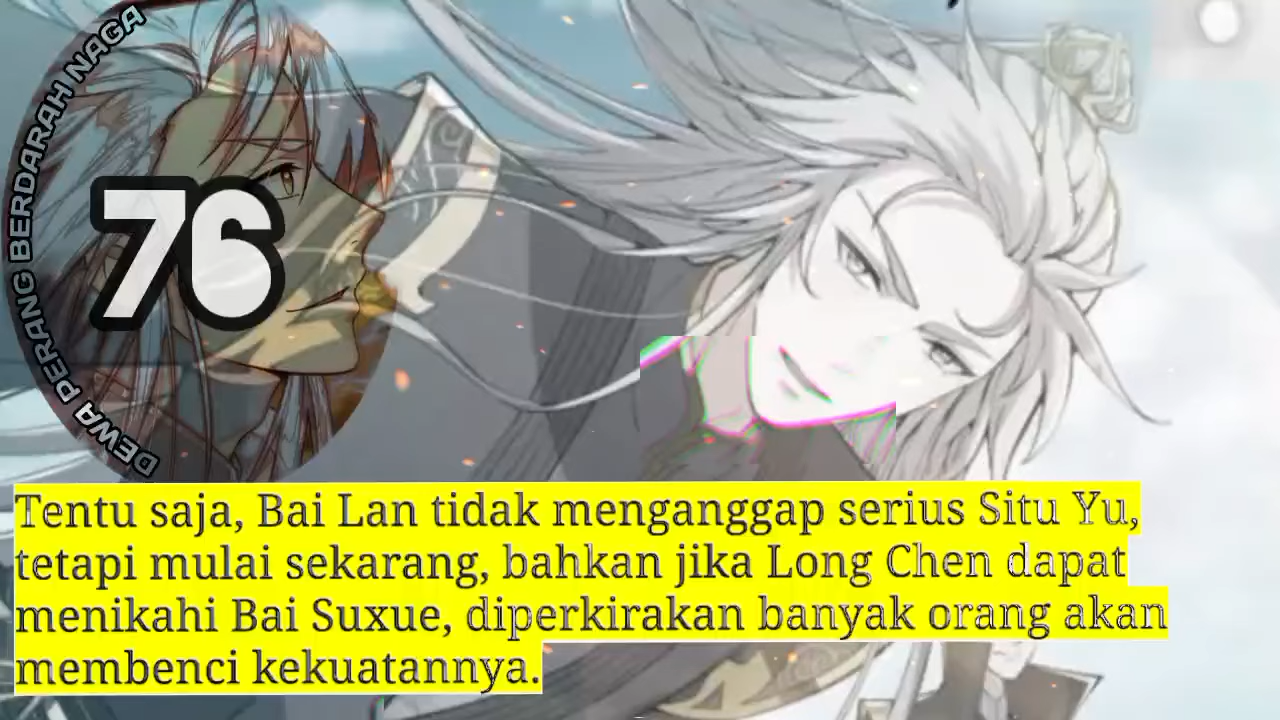 DEWA PERANG BERDARAH NAGA
76
Tentu saja, Bai Lan tidak menganggap serius Situ Yu,
tetapi mulai sekarang, bahkan jika Long Chen dapat
menikahi Bai Suxue, diperkirakan banyak orang akan
membenci kekuatannya.